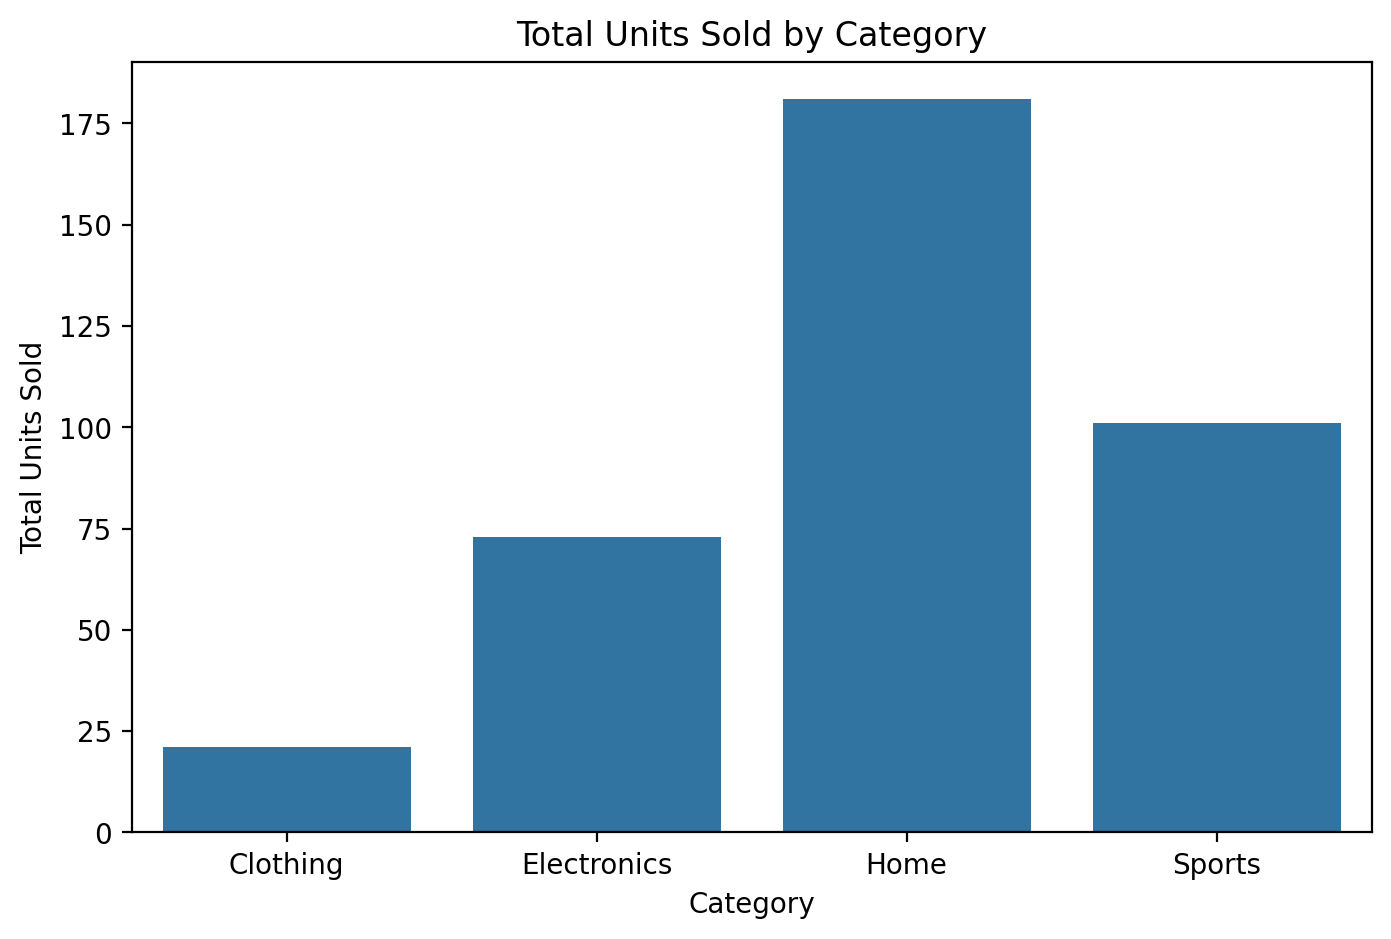 Total Units Sold by Category
Total Units Sold
175
150
125
100
75
50
25
0
Clothing
Electronics
Home
Sports
Category